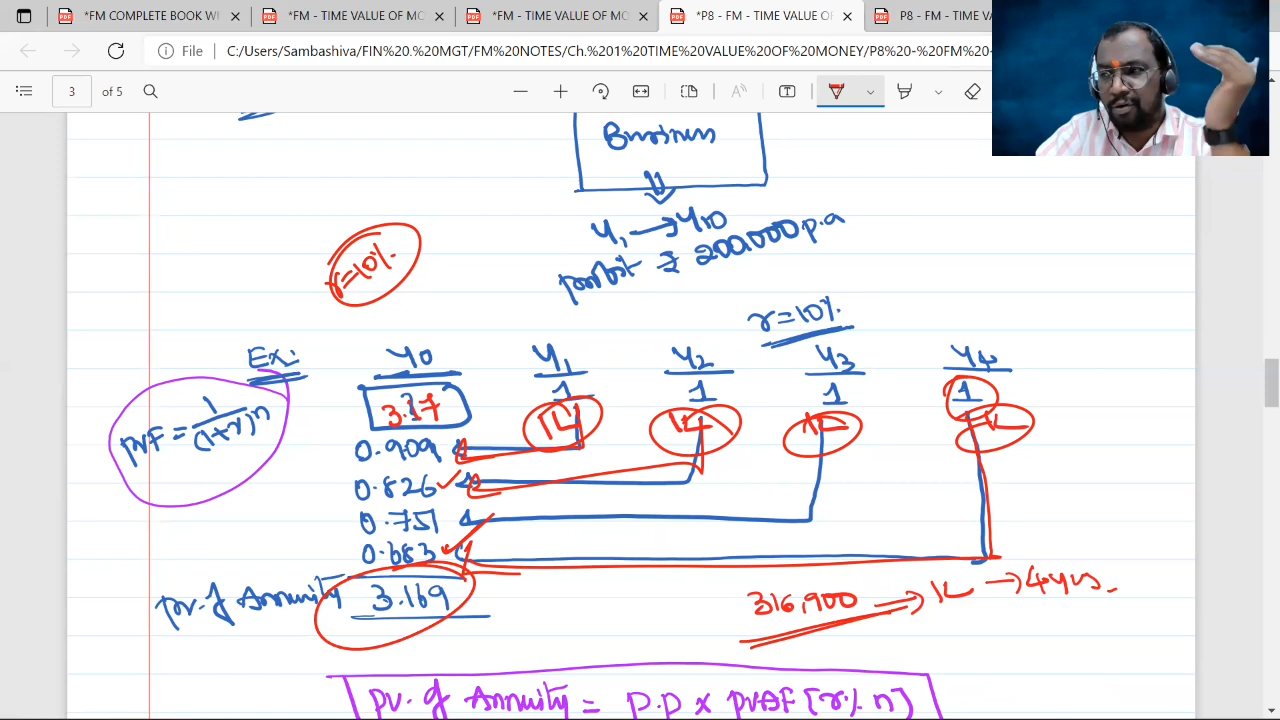 *FM COMPLETE BOOK WI
*FM - TIME VALUE OF MO
*FM - TIME VALUE OF MO
*P8 - FM - TIME VALUE OF MO
P8 - FM - TIME VA
File
C:/Users/Sambashiva/FIN%20.%20MGT/FM%20NOTES/Ch.%201%20TIME%20VALUE%20OF%20MONEY/P8%20-%20FM%20-
3 of 5
Business
Y1 → Y10
profit ₹ 200,000 p.a
r=10%
r=10%
Ex: Y0 Y1 Y2 Y3 Y4
3.17 1 1 1 1
1L 1L 1L 1L
PVF = 1/(1+r)n
0.909
0.826
0.751
0.683
PV. of Annuity 3.169
316,900 ⇒ 1L → 4yrs.
PV. of Annuity = P.P x PVAF [r% n]